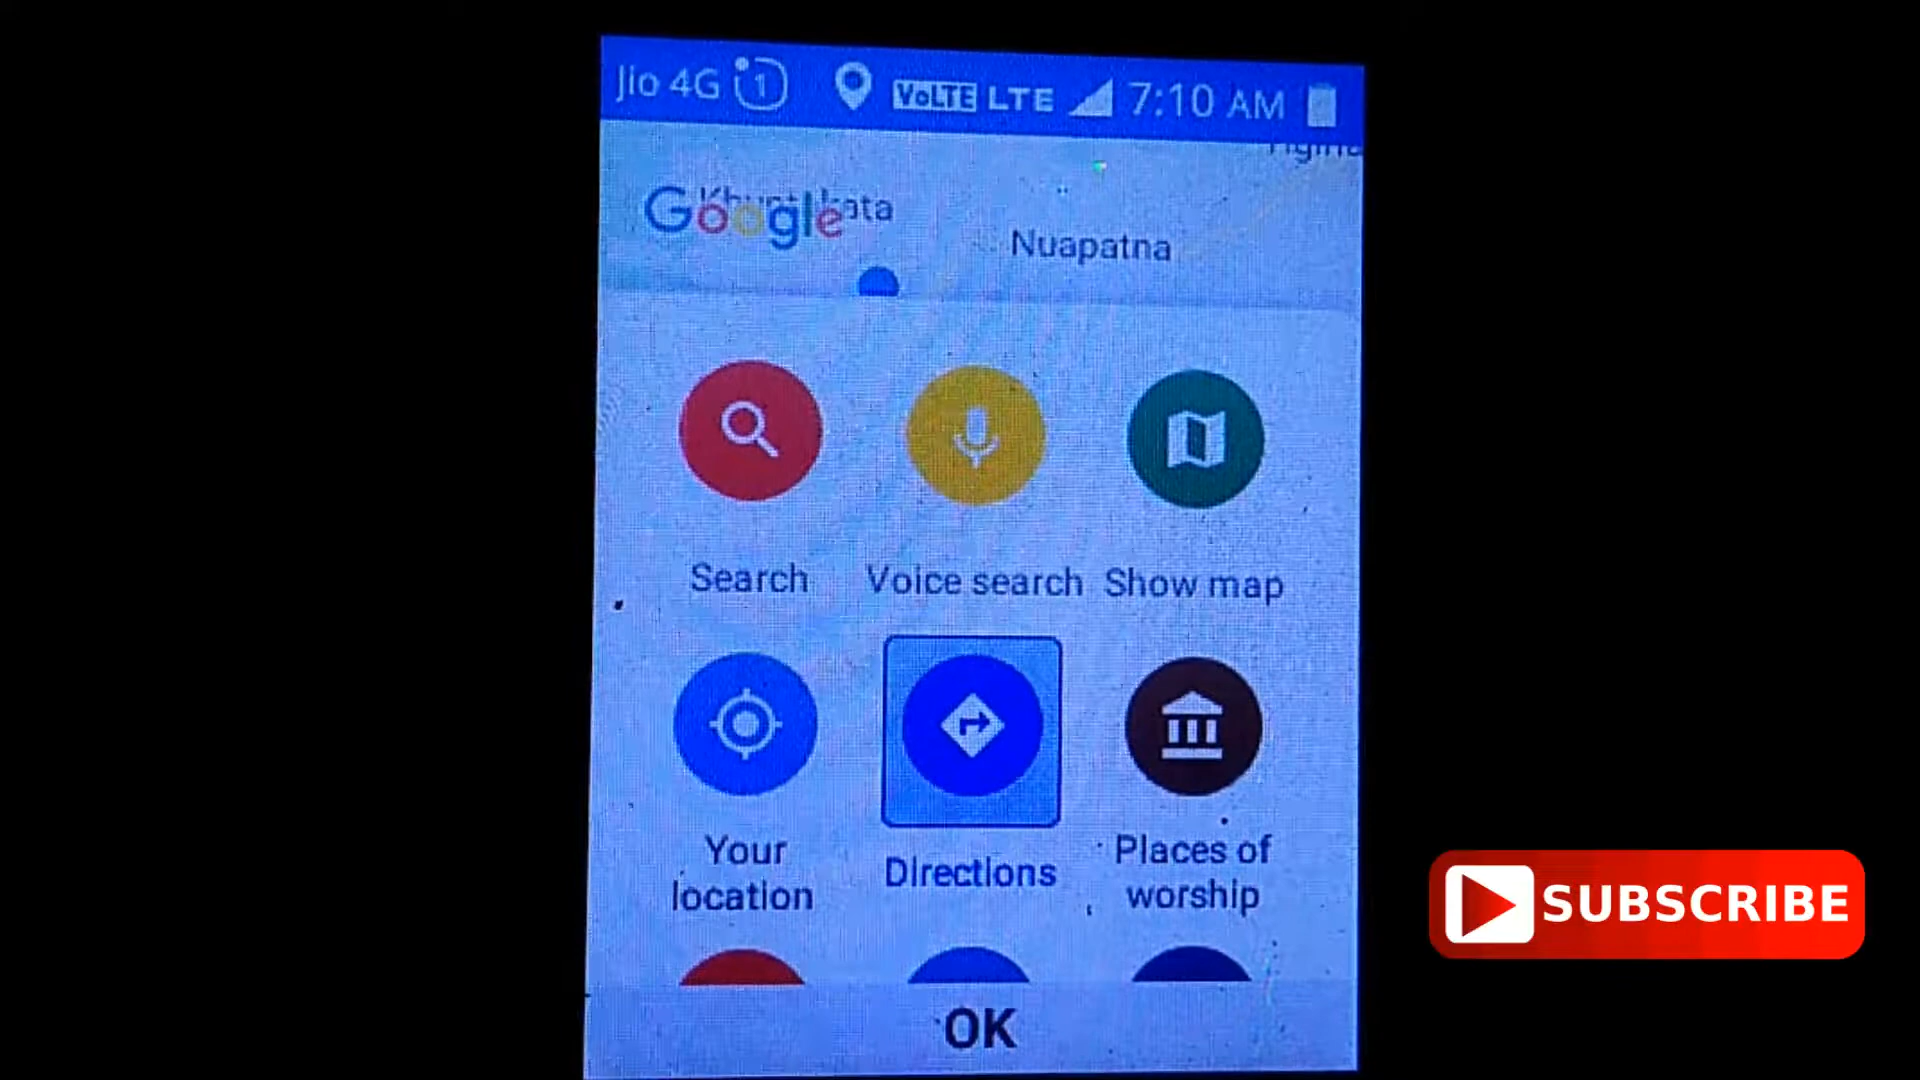 Jio 4G 1 VoLTE LTE 7:10 AM
Google
Nuapatna
Search Voice search Show map
Your location
Directions
Places of worship
OK
SUBSCRIBE